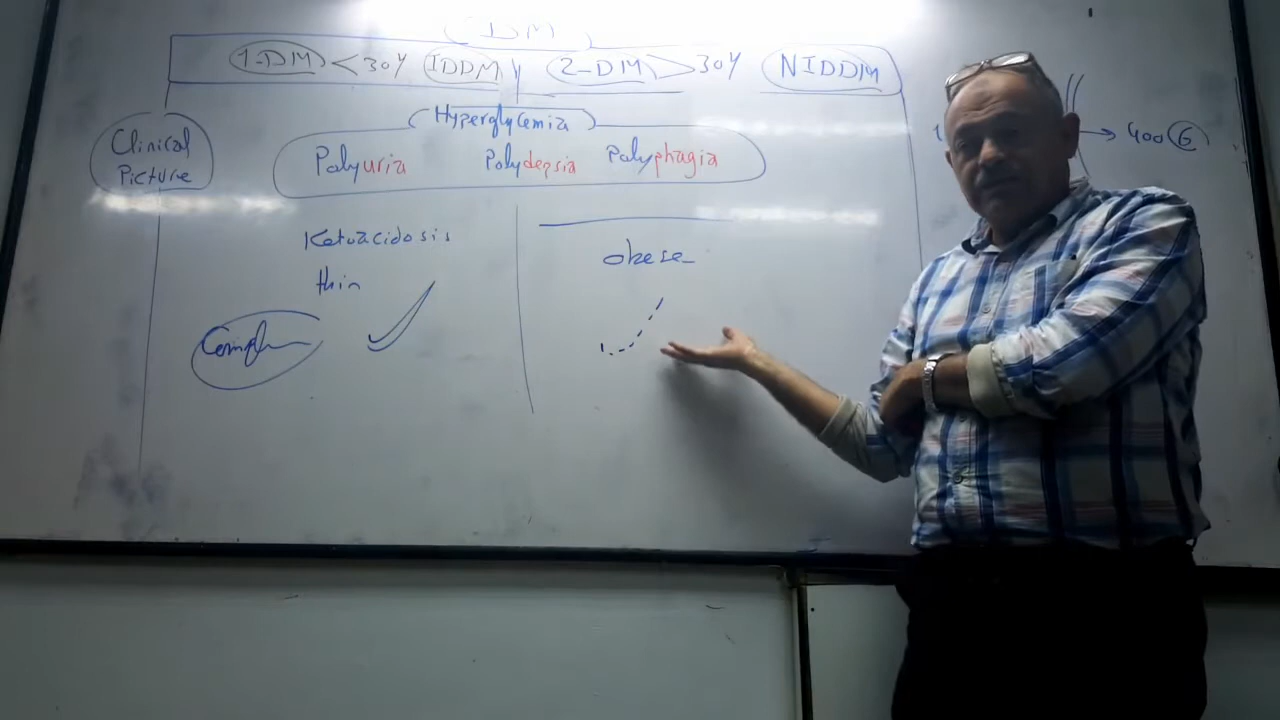 DM
1-DM < 30Y IDDM 2-DM > 30Y NIDDM
Hyperglycemia
Clinical Picture
Polyuria Polydepsia Polyphagia
→ 400 G
Ketoacidosis
thin
obese